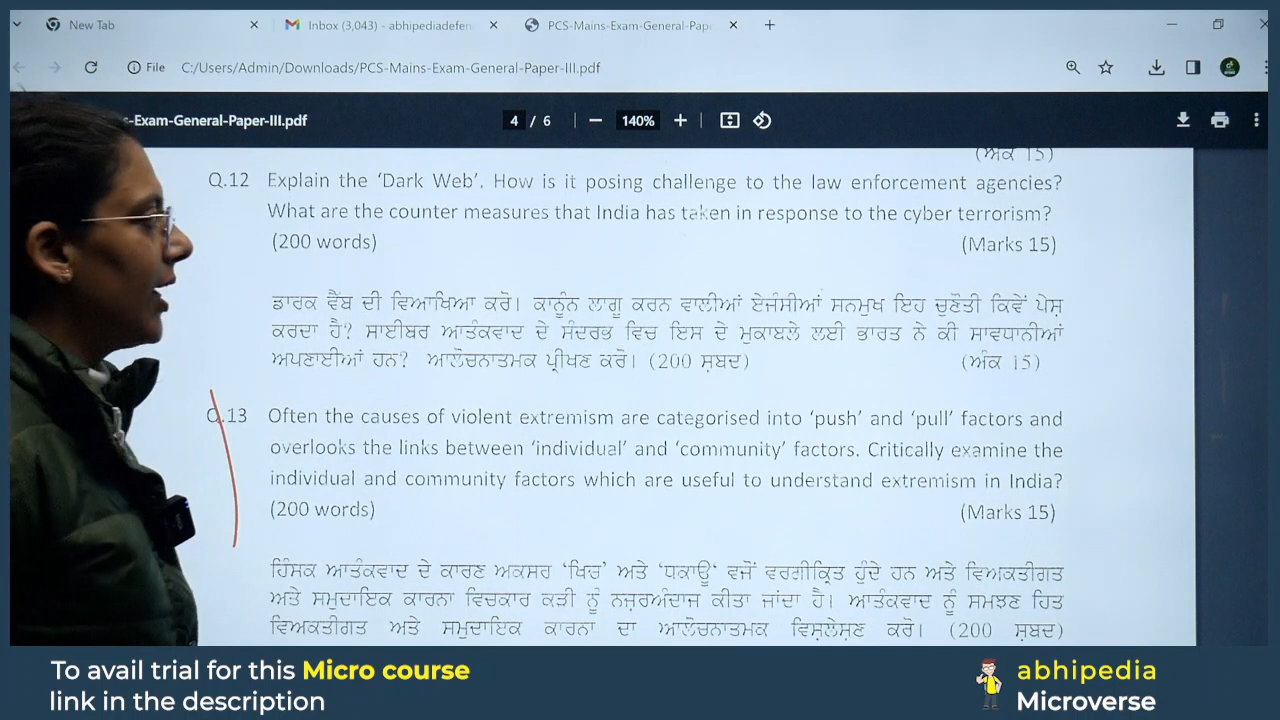 New Tab
Inbox (3,043) - abhipediadefen
PCS-Mains-Exam-General-Pape
File C:/Users/Admin/Downloads/PCS-Mains-Exam-General-Paper-III.pdf
s-Exam-General-Paper-III.pdf
4 / 6
140%
(ਅੰਕ 15)
Q.12 Explain the ‘Dark Web’. How is it posing challenge to the law enforcement agencies?
What are the counter measures that India has taken in response to the cyber terrorism?
(200 words) (Marks 15)
ਡਾਰਕ ਵੈੱਬ ਦੀ ਵਿਆਖਿਆ ਕਰੋ। ਕਾਨੂੰਨ ਲਾਗੂ ਕਰਨ ਵਾਲੀਆਂ ਏਜੰਸੀਆਂ ਸਨਮੁਖ ਇਹ ਚੁਣੌਤੀ ਕਿਵੇਂ ਪੇਸ਼
ਕਰਦਾ ਹੈ? ਸਾਈਬਰ ਆਤੰਕਵਾਦ ਦੇ ਸੰਦਰਭ ਵਿਚ ਇਸ ਦੇ ਮੁਕਾਬਲੇ ਲਈ ਭਾਰਤ ਨੇ ਕੀ ਸਾਵਧਾਨੀਆਂ
ਅਪਣਾਈਆਂ ਹਨ? ਆਲੋਚਨਾਤਮਕ ਪ੍ਰੀਖਣ ਕਰੋ। (200 ਸ਼ਬਦ) (ਅੰਕ 15)
Q.13 Often the causes of violent extremism are categorised into ‘push’ and ‘pull’ factors and
overlooks the links between ‘individual’ and ‘community’ factors. Critically examine the
individual and community factors which are useful to understand extremism in India?
(200 words) (Marks 15)
ਹਿੰਸਕ ਆਤੰਕਵਾਦ ਦੇ ਕਾਰਣ ਅਕਸਰ ‘ਖਿਚ’ ਅਤੇ ‘ਧਕਾਊ‘ ਵਜੋਂ ਵਰਗੀਕ੍ਰਿਤ ਹੁੰਦੇ ਹਨ ਅਤੇ ਵਿਅਕਤੀਗਤ
ਅਤੇ ਸਮੁਦਾਇਕ ਕਾਰਨਾ ਵਿਚਕਾਰ ਕੜੀ ਨੂੰ ਨਜ਼ਰਅੰਦਾਜ ਕੀਤਾ ਜਾਂਦਾ ਹੈ। ਆਤੰਕਵਾਦ ਨੂੰ ਸਮਝਣ ਹਿਤ
ਵਿਅਕਤੀਗਤ ਅਤੇ ਸਮੁਦਾਇਕ ਕਾਰਨਾਂ ਦਾ ਆਲੋਚਨਾਤਮਕ ਵਿਸ਼ਲੇਸ਼ਣ ਕਰੋ। (200 ਸ਼ਬਦ)
To avail trial for this Micro course
link in the description
abhipedia
Microverse